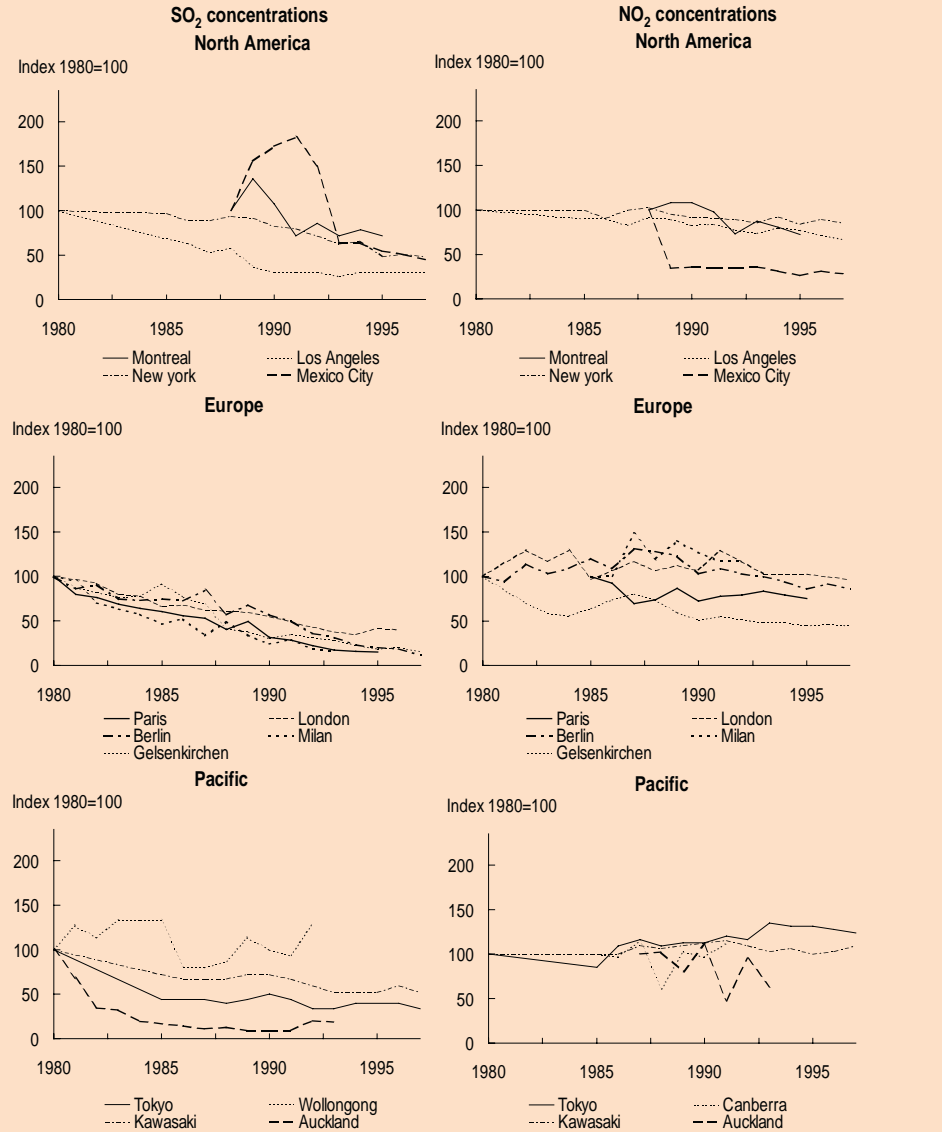 SO₂ concentrations
North America
Index 1980=100
200
150
100
50
0
1980 1985 1990 1995
Montreal Los Angeles
New york Mexico City
NO₂ concentrations
North America
Index 1980=100
200
150
100
50
0
1980 1985 1990 1995
Montreal Los Angeles
New york Mexico City
Europe
Index 1980=100
200
150
100
50
0
1980 1985 1990 1995
Paris London
Berlin Milan
Gelsenkirchen
Europe
Index 1980=100
200
150
100
50
0
1980 1985 1990 1995
Paris London
Berlin Milan
Gelsenkirchen
Pacific
Index 1980=100
200
150
100
50
0
1980 1985 1990 1995
Tokyo Wollongong
Kawasaki Auckland
Pacific
Index 1980=100
200
150
100
50
0
1980 1985 1990 1995
Tokyo Canberra
Kawasaki Auckland